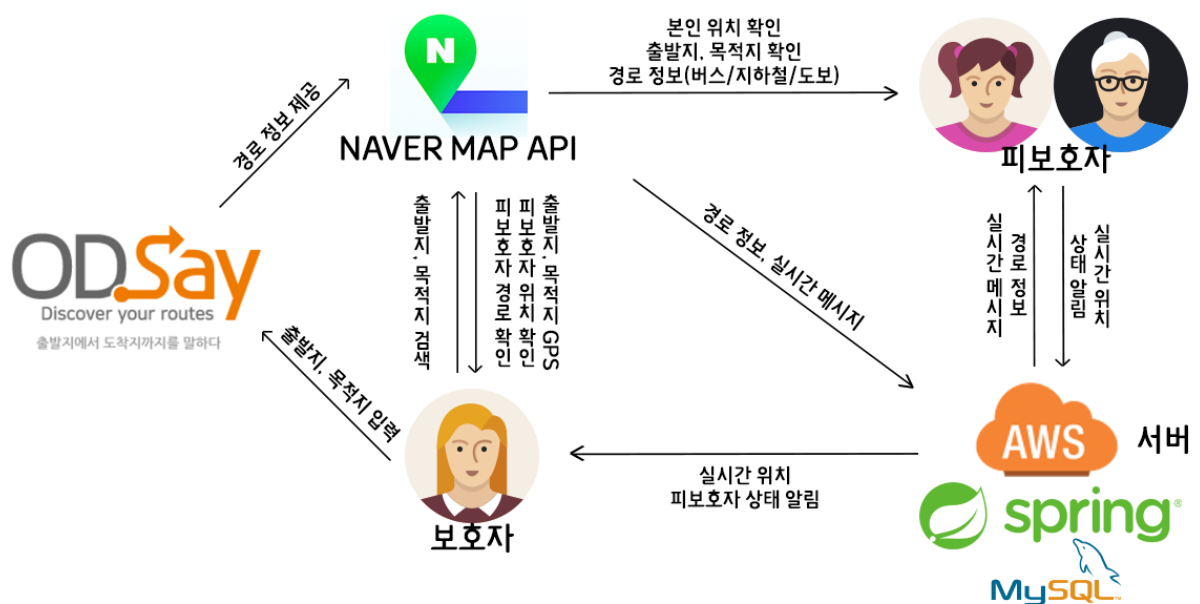 본인 위치 확인
출발지, 목적지 확인
경로 정보(버스/지하철/도보)
N
NAVER MAP API
피보호자
경로 정보 제공
출발지, 목적지 검색
피보호자 경로 확인
피보호자 위치 확인
출발지, 목적지 GPS
경로 정보, 실시간 메시지
실시간 메시지
경로 정보
상태 알림
실시간 위치
ODSay
Discover your routes
출발지에서 도착지까지를 말하다
출발지, 목적지 입력
보호자
실시간 위치
피보호자 상태 알림
AWS
서버
spring®
MySQL™